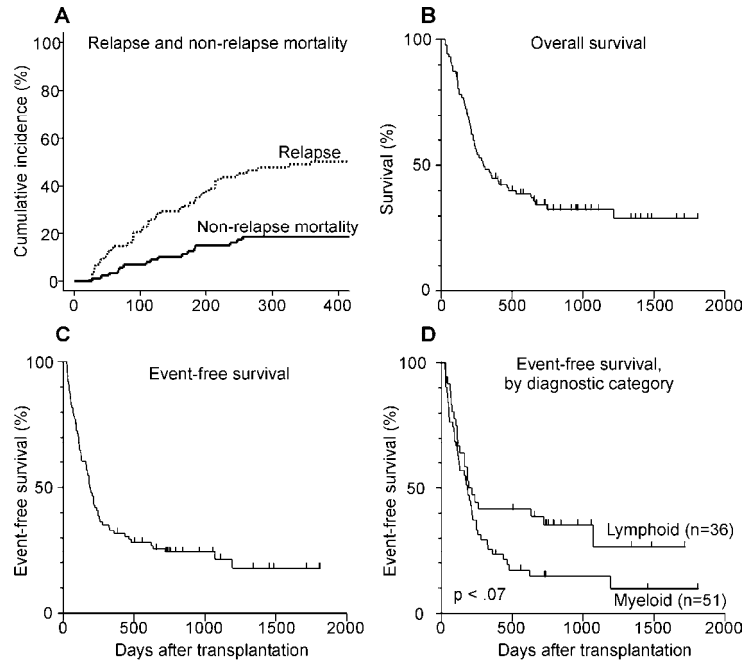 A
Relapse and non-relapse mortality
Cumulative incidence (%)
100
80
60
40
20
0
Relapse
Non-relapse mortality
0 100 200 300 400
B
Overall survival
Survival (%)
100
50
0
0 500 1000 1500 2000
C
Event-free survival
Event-free survival (%)
100
50
0
0 500 1000 1500 2000
Days after transplantation
D
Event-free survival,
by diagnostic category
Event-free survival (%)
100
50
0
Lymphoid (n=36)
p < .07
Myeloid (n=51)
0 500 1000 1500 2000
Days after transplantation